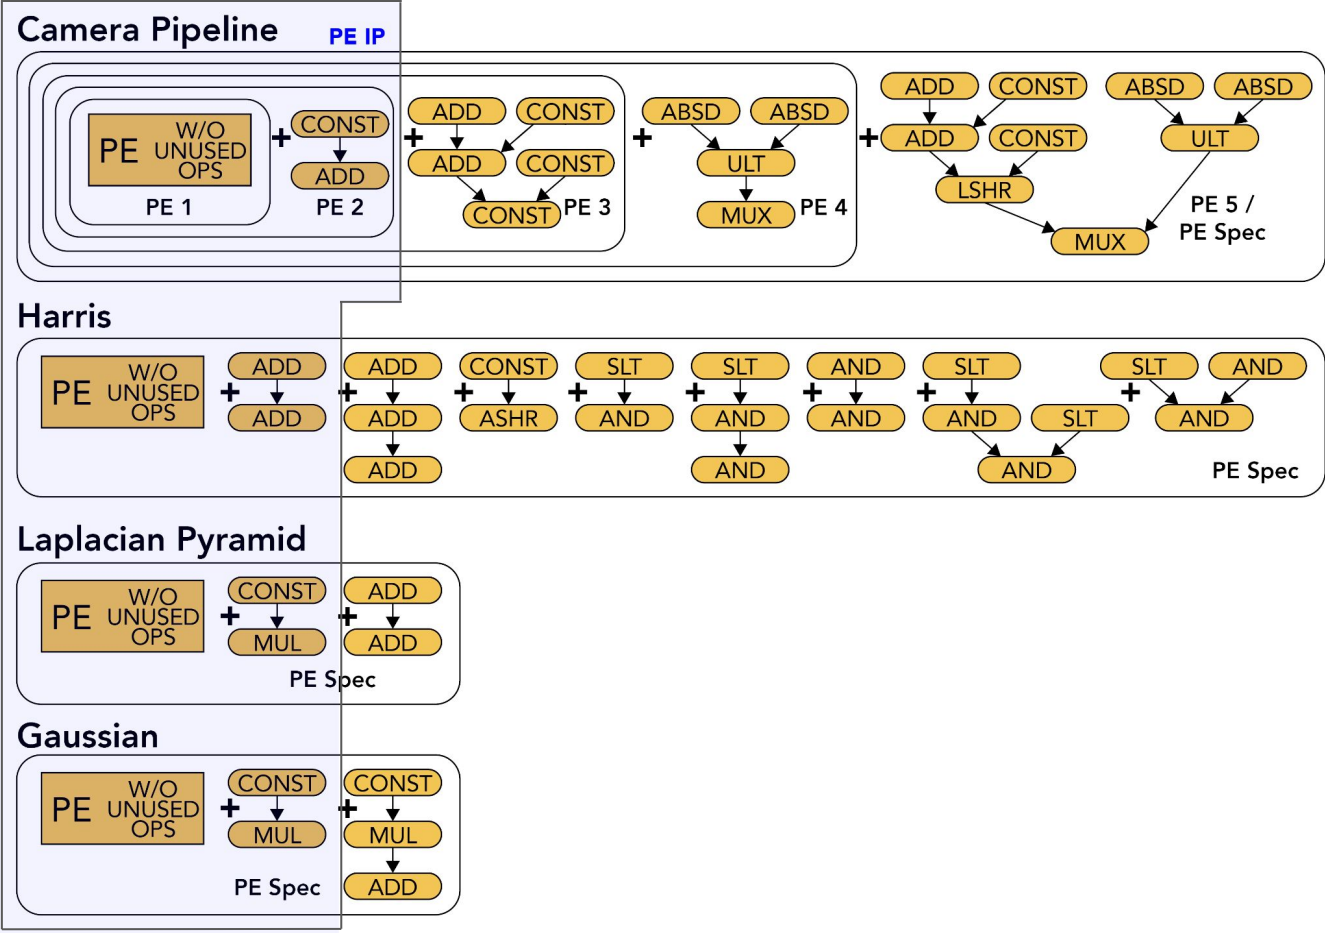 Camera Pipeline
PE IP
PE W/O UNUSED OPS
PE 1
+
CONST
ADD
PE 2
+
ADD CONST
ADD CONST
CONST
PE 3
+
ABSD ABSD
ULT
MUX
PE 4
+
ADD CONST
ADD CONST
LSHR
ABSD ABSD
ULT
MUX
PE 5 /
PE Spec
Harris
PE W/O UNUSED OPS
+
ADD
ADD
+
ADD
ADD
ADD
+
CONST
ASHR
+
SLT
AND
+
SLT
AND
AND
+
AND
AND
+
SLT
AND SLT
AND
+
SLT AND
AND
PE Spec
Laplacian Pyramid
PE W/O UNUSED OPS
+
CONST
MUL
+
ADD
ADD
PE Spec
Gaussian
PE W/O UNUSED OPS
+
CONST
MUL
+
CONST
MUL
ADD
PE Spec